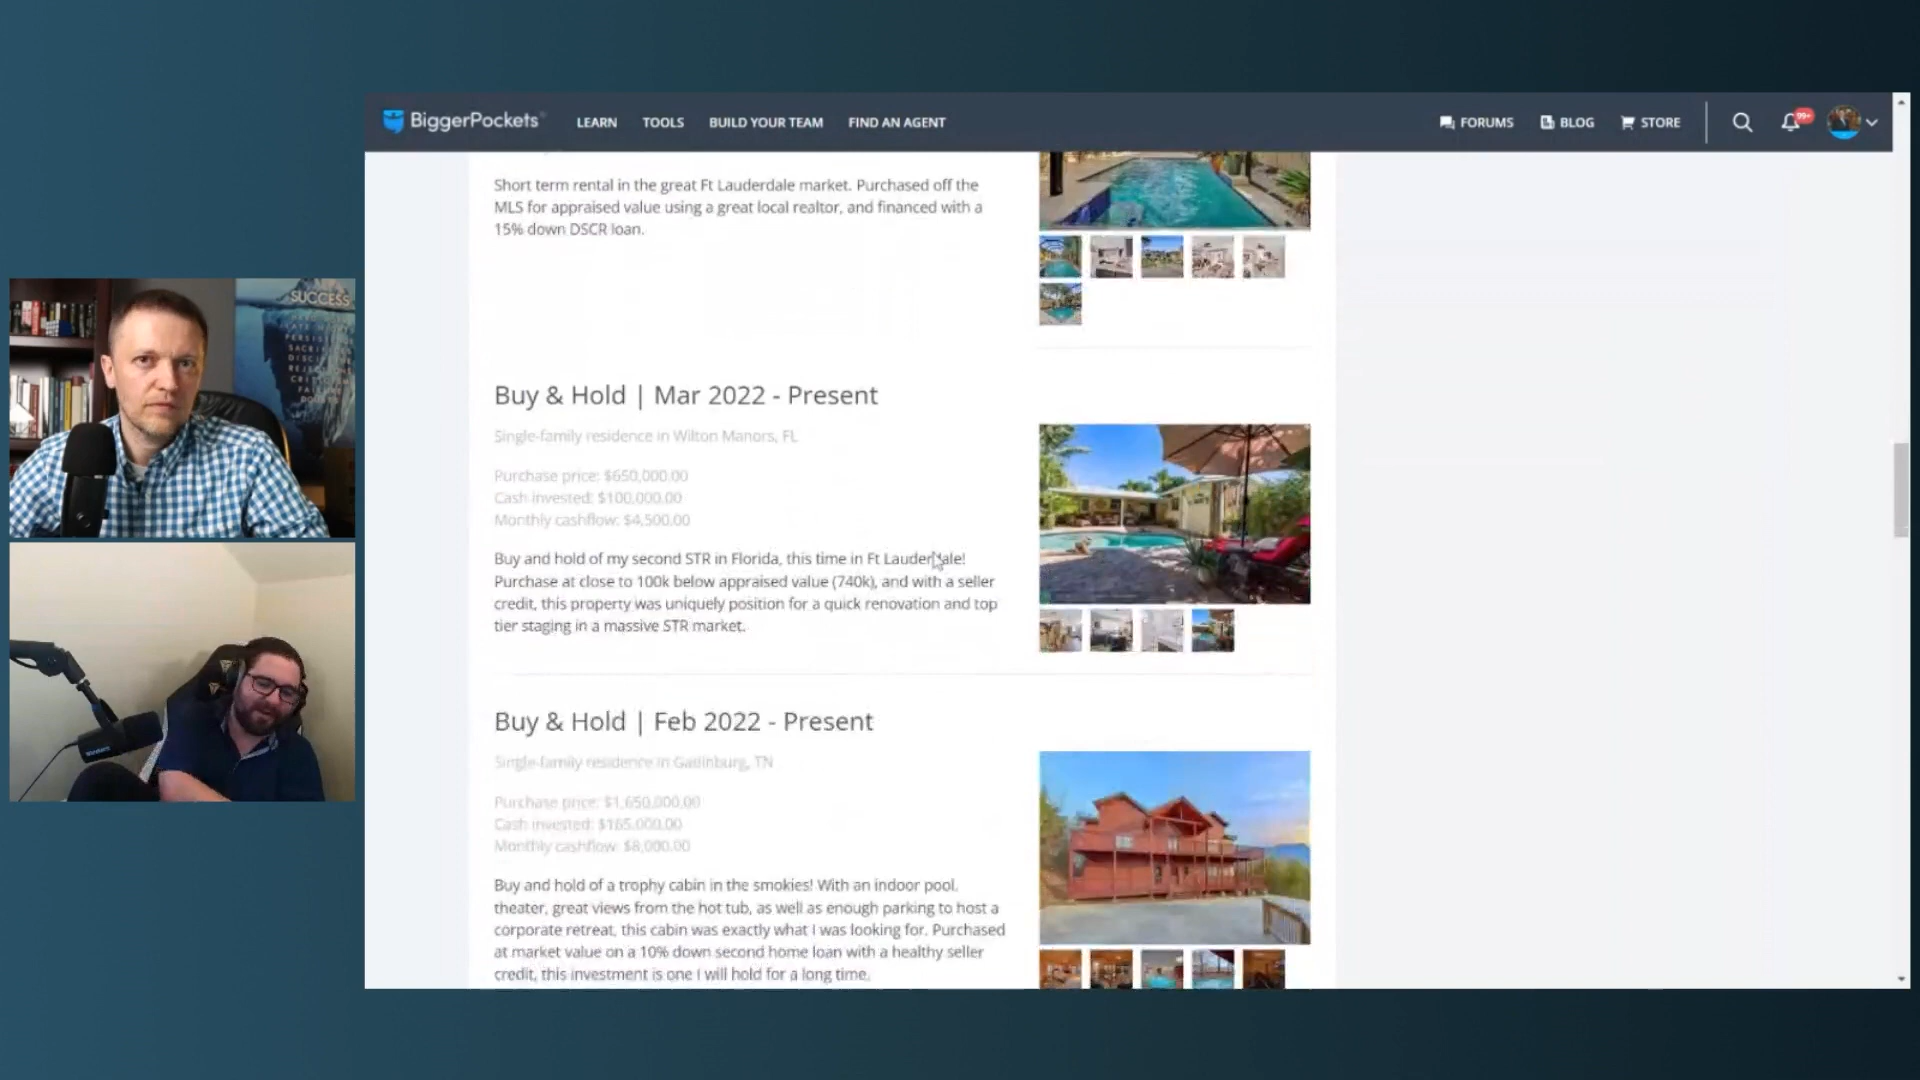 BiggerPockets
LEARN
TOOLS
BUILD YOUR TEAM
FIND AN AGENT
FORUMS
BLOG
STORE
99+
Short term rental in the great Ft Lauderdale market. Purchased off the
MLS for appraised value using a great local realtor, and financed with a
15% down DSCR loan.
SUCCESS
Buy & Hold | Mar 2022 - Present
Single-family residence in Wilton Manors, FL
Purchase price: $650,000.00
Cash invested: $100,000.00
Monthly cashflow: $4,500.00
Buy and hold of my second STR in Florida, this time in Ft Lauderdale!
Purchase at close to 100k below appraised value (740k), and with a seller
credit, this property was uniquely position for a quick renovation and top
tier staging in a massive STR market.
Buy & Hold | Feb 2022 - Present
Single-family residence in Gatlinburg, TN
Purchase price: $1,650,000.00
Cash invested: $165,000.00
Monthly cashflow: $8,000.00
Buy and hold of a trophy cabin in the smokies! With an indoor pool,
theater, great views from the hot tub, as well as enough parking to host a
corporate retreat, this cabin was exactly what I was looking for. Purchased
at market value on a 10% down second home loan with a healthy seller
credit, this investment is one I will hold for a long time.